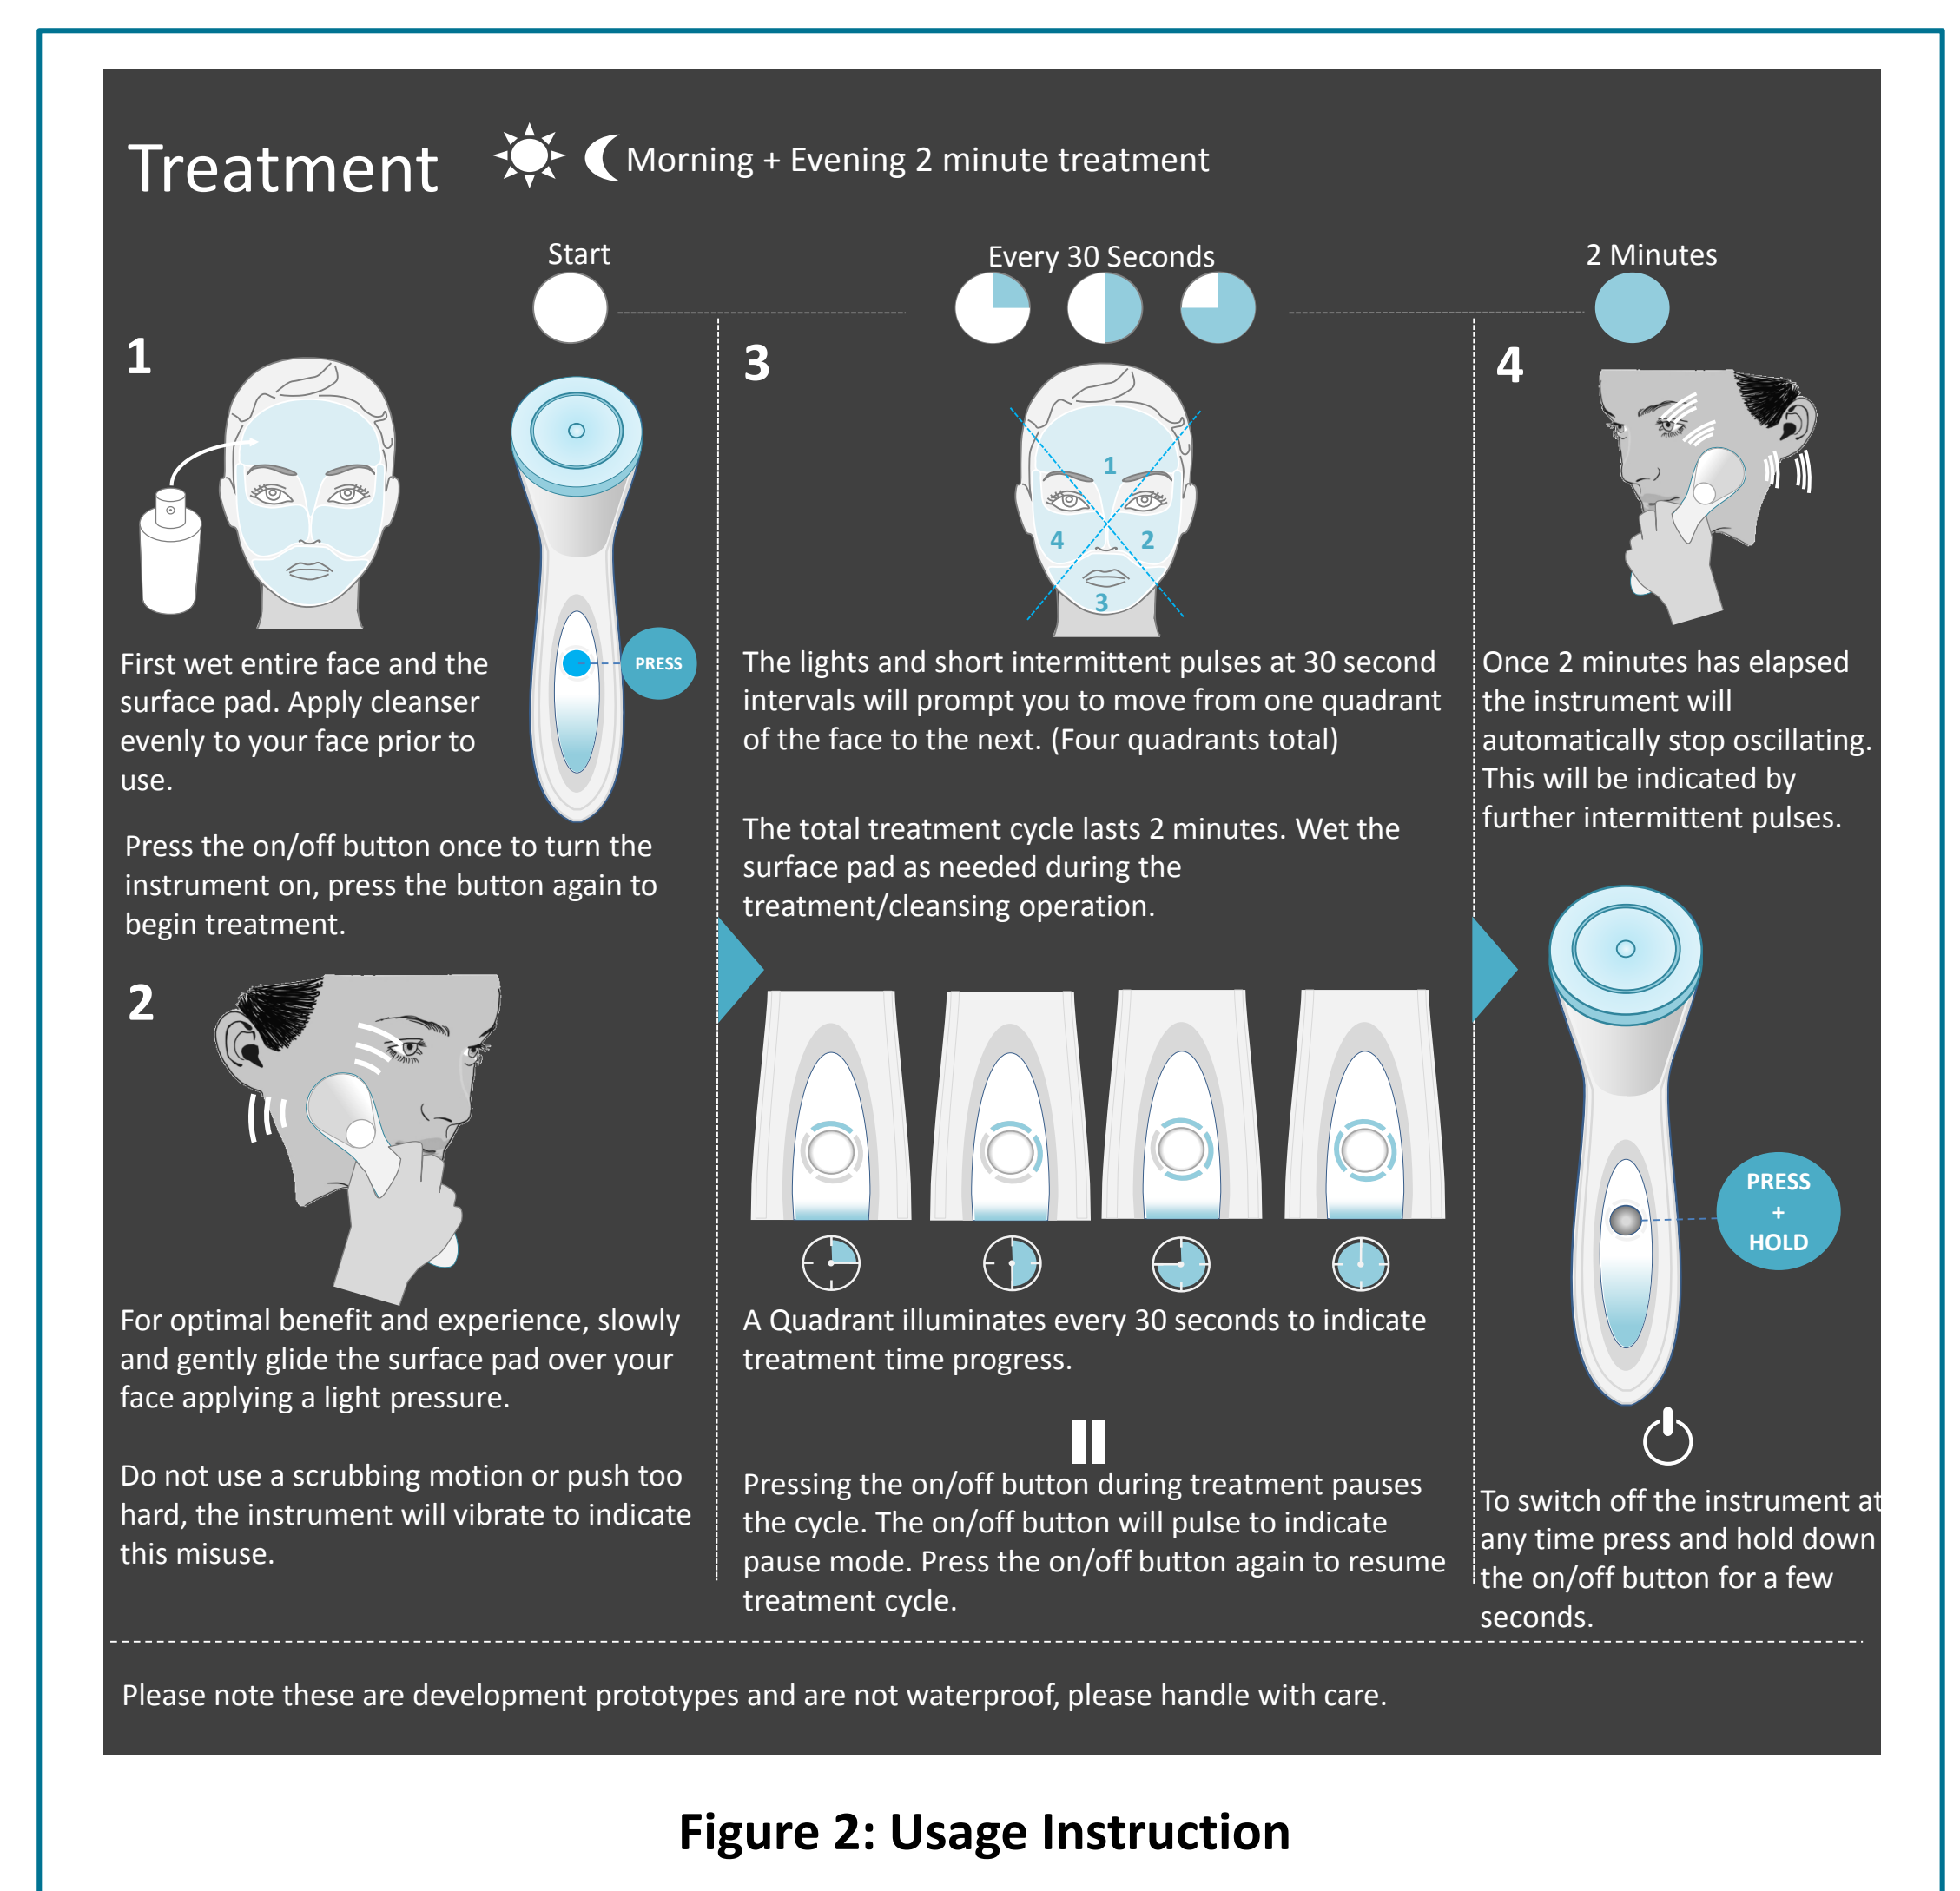 Treatment
Morning + Evening 2 minute treatment
Start
Every 30 Seconds
2 Minutes
1
PRESS
First wet entire face and the
surface pad. Apply cleanser
evenly to your face prior to
use.
Press the on/off button once to turn the
instrument on, press the button again to
begin treatment.
2
For optimal benefit and experience, slowly
and gently glide the surface pad over your
face applying a light pressure.
Do not use a scrubbing motion or push too
hard, the instrument will vibrate to indicate
this misuse.
3
1
4
2
3
The lights and short intermittent pulses at 30 second
intervals will prompt you to move from one quadrant
of the face to the next. (Four quadrants total)
The total treatment cycle lasts 2 minutes. Wet the
surface pad as needed during the
treatment/cleansing operation.
A Quadrant illuminates every 30 seconds to indicate
treatment time progress.
Pressing the on/off button during treatment pauses
the cycle. The on/off button will pulse to indicate
pause mode. Press the on/off button again to resume
treatment cycle.
4
Once 2 minutes has elapsed
the instrument will
automatically stop oscillating.
This will be indicated by
further intermittent pulses.
PRESS
+
HOLD
To switch off the instrument at
any time press and hold down
the on/off button for a few
seconds.
Please note these are development prototypes and are not waterproof, please handle with care.
Figure 2: Usage Instruction